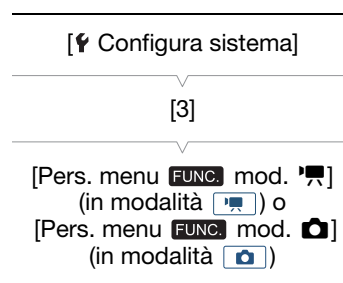 [ Configura sistema]
[3]
[Pers. menu FUNC. mod. ]
(in modalità ) o
[Pers. menu FUNC. mod. ]
(in modalità )